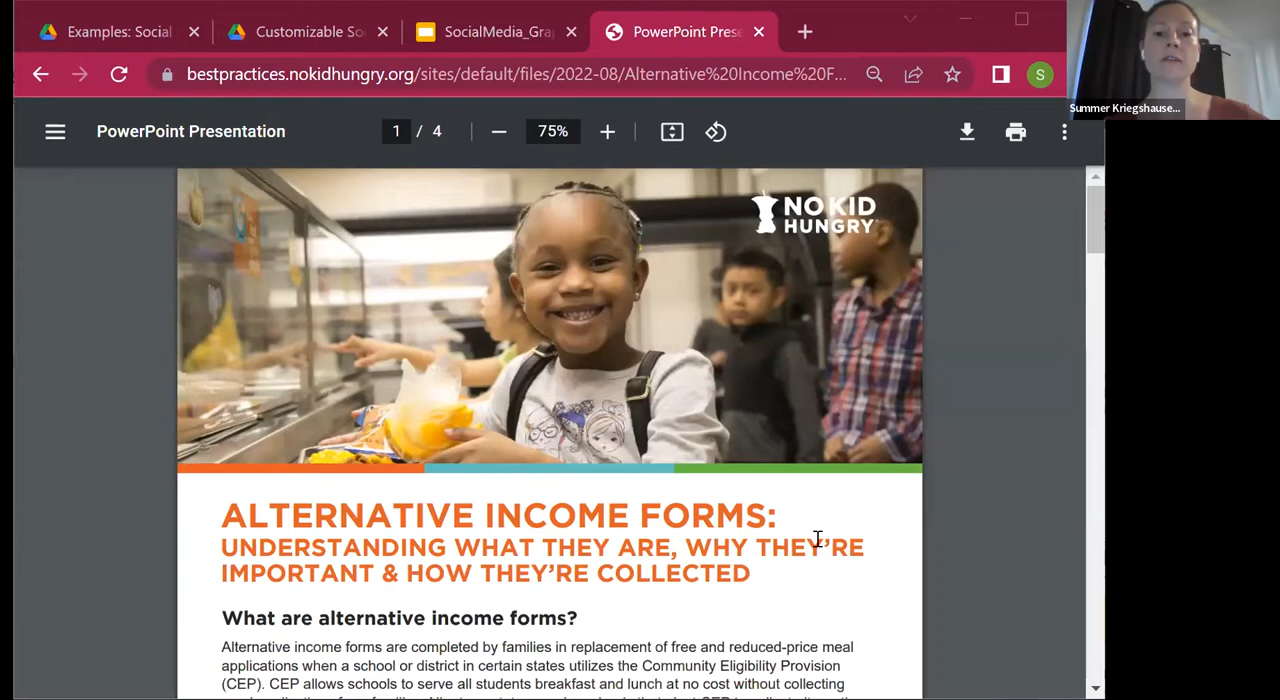 Examples: Social
Customizable So
SocialMedia_Gra
PowerPoint Pres
bestpractices.nokidhungry.org/sites/default/files/2022-08/Alternative%20Income%20F...
S
Summer Kriegshause...
PowerPoint Presentation
1 / 4
75%
NO KID
HUNGRY
ALTERNATIVE INCOME FORMS:
UNDERSTANDING WHAT THEY ARE, WHY THEY'RE
IMPORTANT & HOW THEY'RE COLLECTED
What are alternative income forms?
Alternative income forms are completed by families in replacement of free and reduced-price meal
applications when a school or district in certain states utilizes the Community Eligibility Provision
(CEP). CEP allows schools to serve all students breakfast and lunch at no cost without collecting